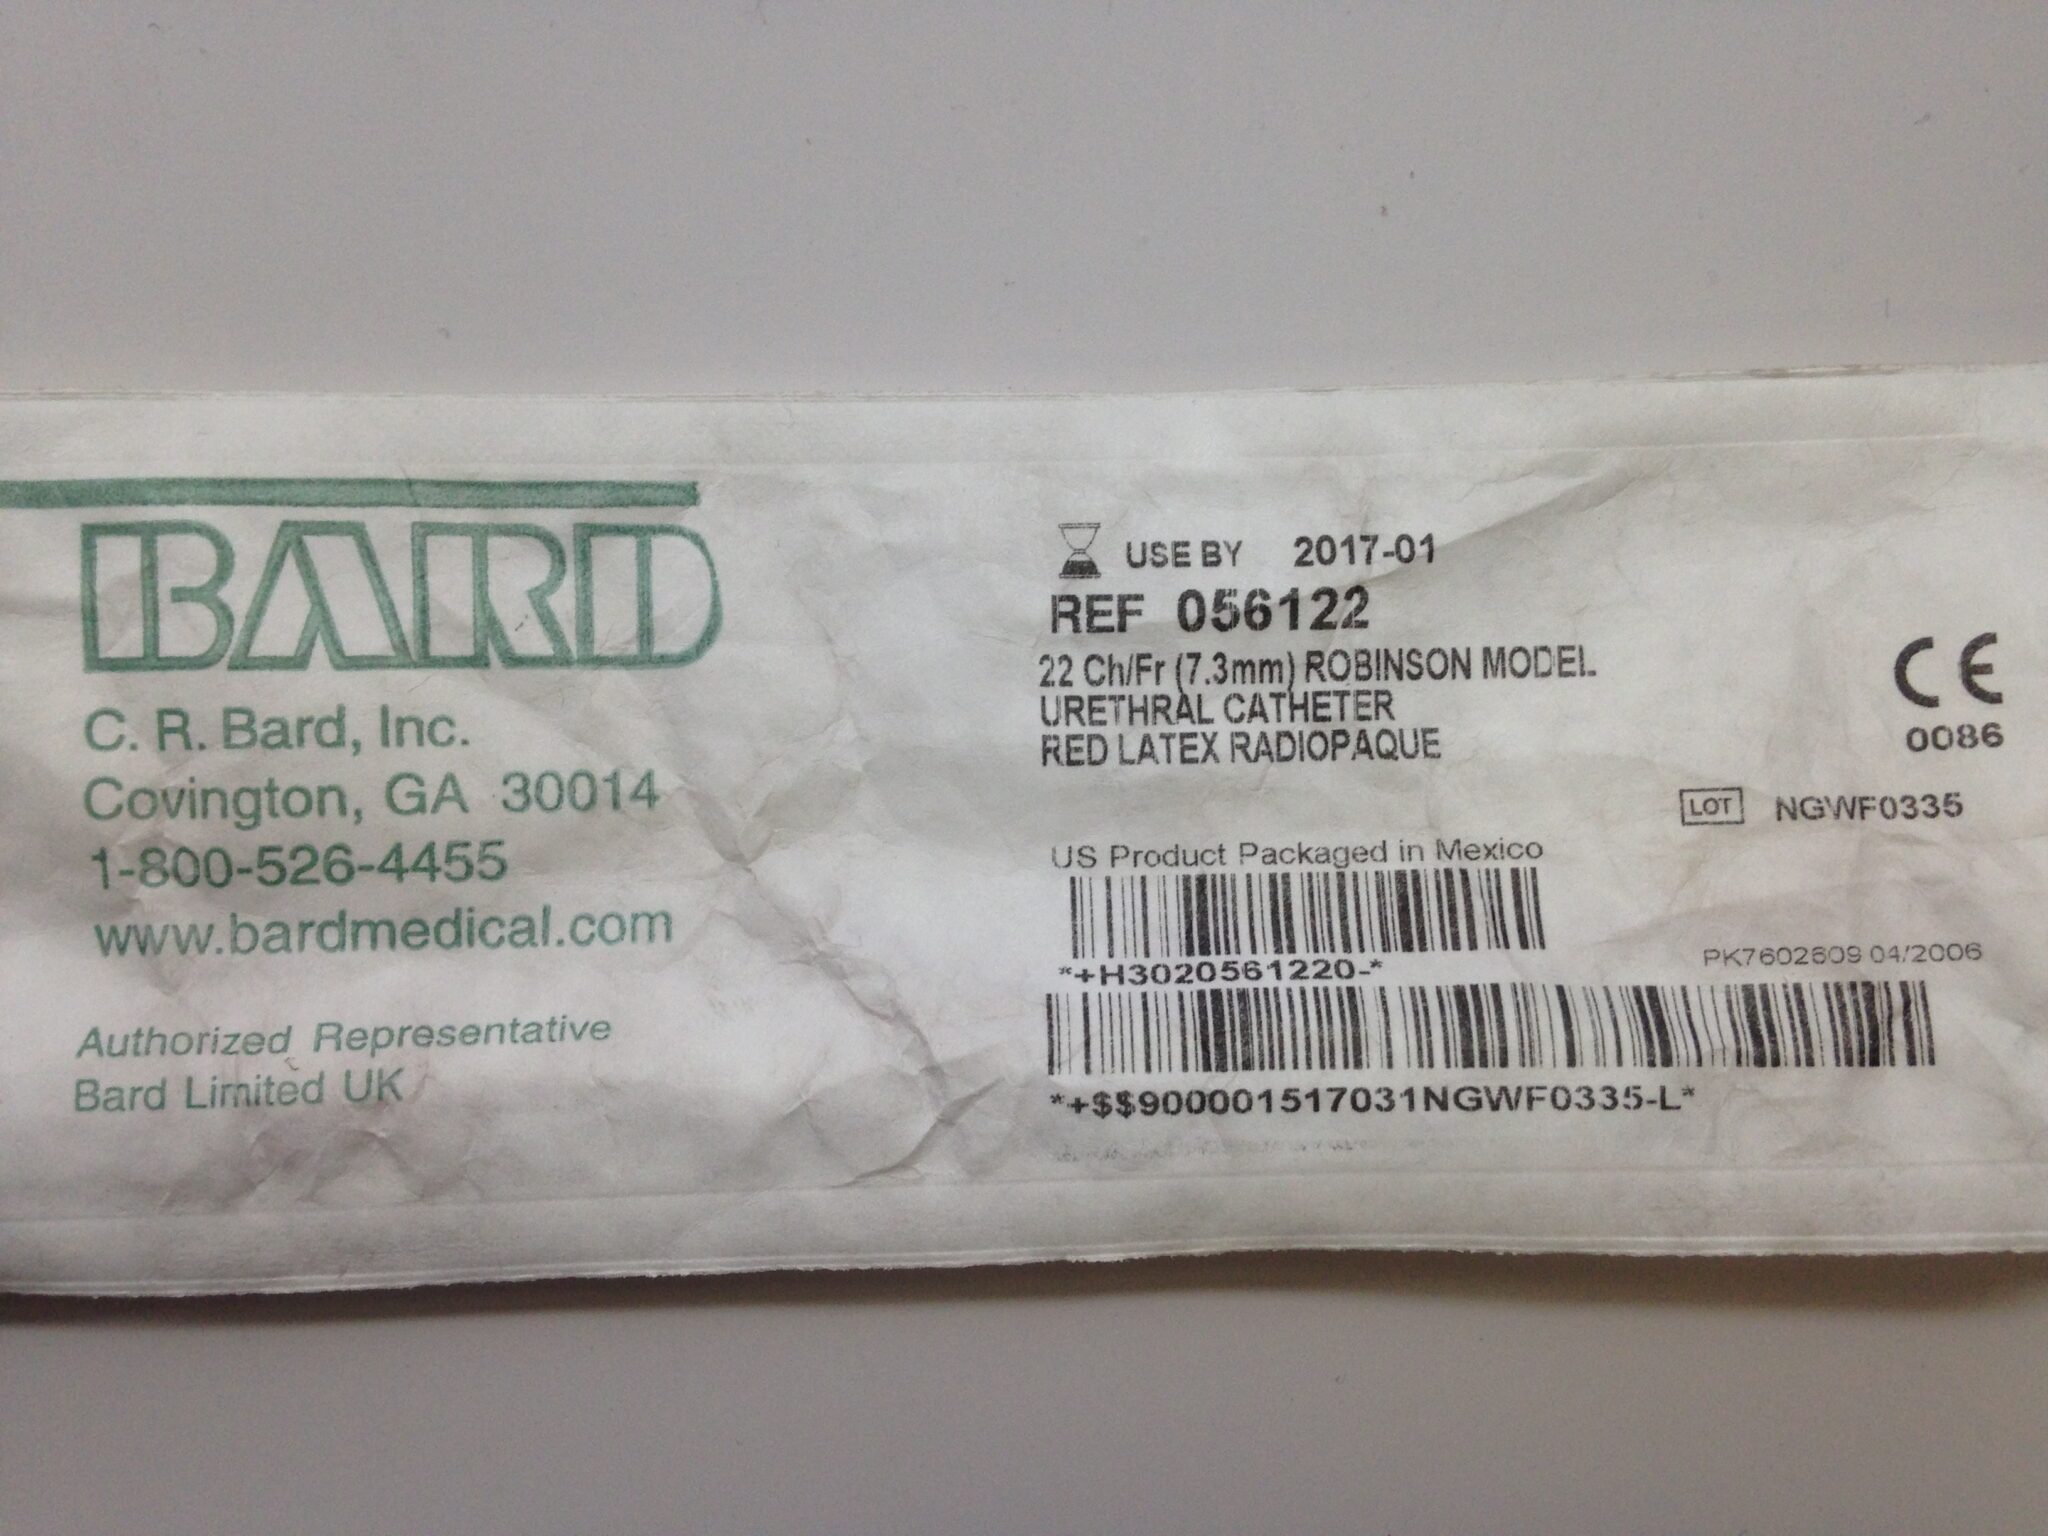 BARD
C. R. Bard, Inc.
Covington, GA 30014
1-800-526-4455
www.bardmedical.com
Authorized Representative
Bard Limited UK
USE BY 2017-01
REF 056122
22 Ch/Fr (7.3mm) ROBINSON MODEL
URETHRAL CATHETER
RED LATEX RADIOPAQUE
CE
0086
LOT NGWF0335
US Product Packaged in Mexico
*+H3020561220-*
PK7602609 04/2006
*+$$900001517031NGWF0335-L*